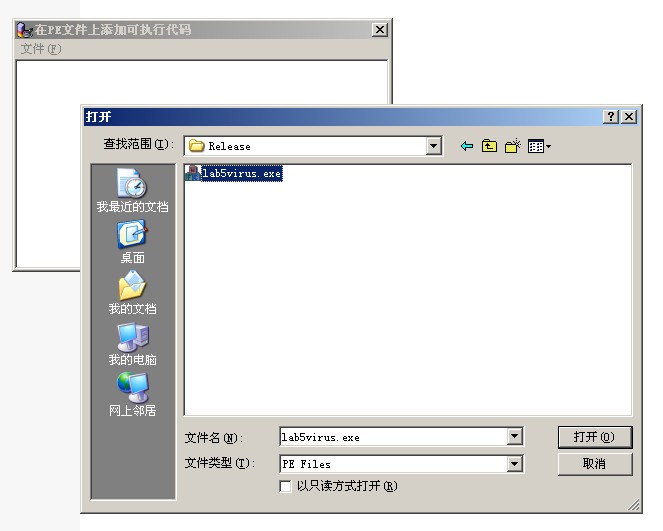 在PE文件上添加可执行代码
文件(F)
打开
查找范围(I):
Release
lab5virus.exe
我最近的文档
桌面
我的文档
我的电脑
网上邻居
文件名(N):
lab5virus.exe
打开(O)
文件类型(T):
PE Files
取消
以只读方式打开(R)